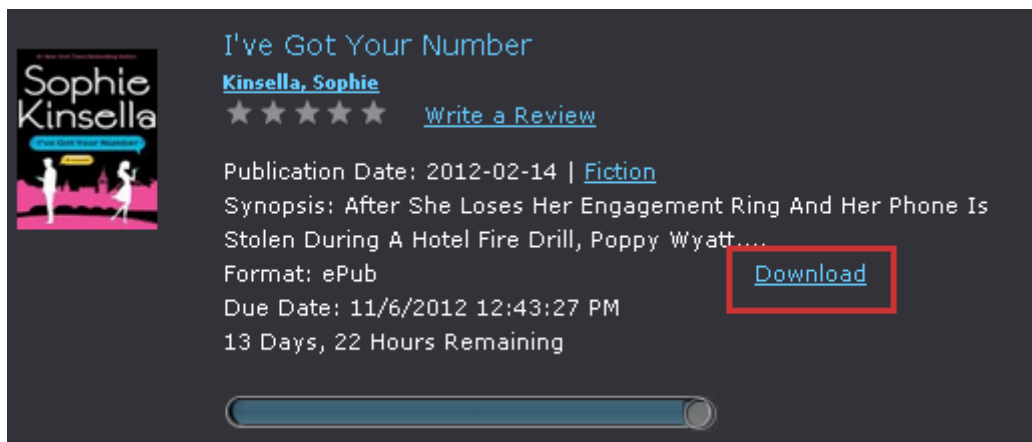 I've Got Your Number
Kinsella, Sophie
Write a Review
Publication Date: 2012-02-14 | Fiction
Synopsis: After She Loses Her Engagement Ring And Her Phone Is
Stolen During A Hotel Fire Drill, Poppy Wyatt....
Format: ePub
Download
Due Date: 11/6/2012 12:43:27 PM
13 Days, 22 Hours Remaining
Sophie
Kinsella
I've Got Your Number